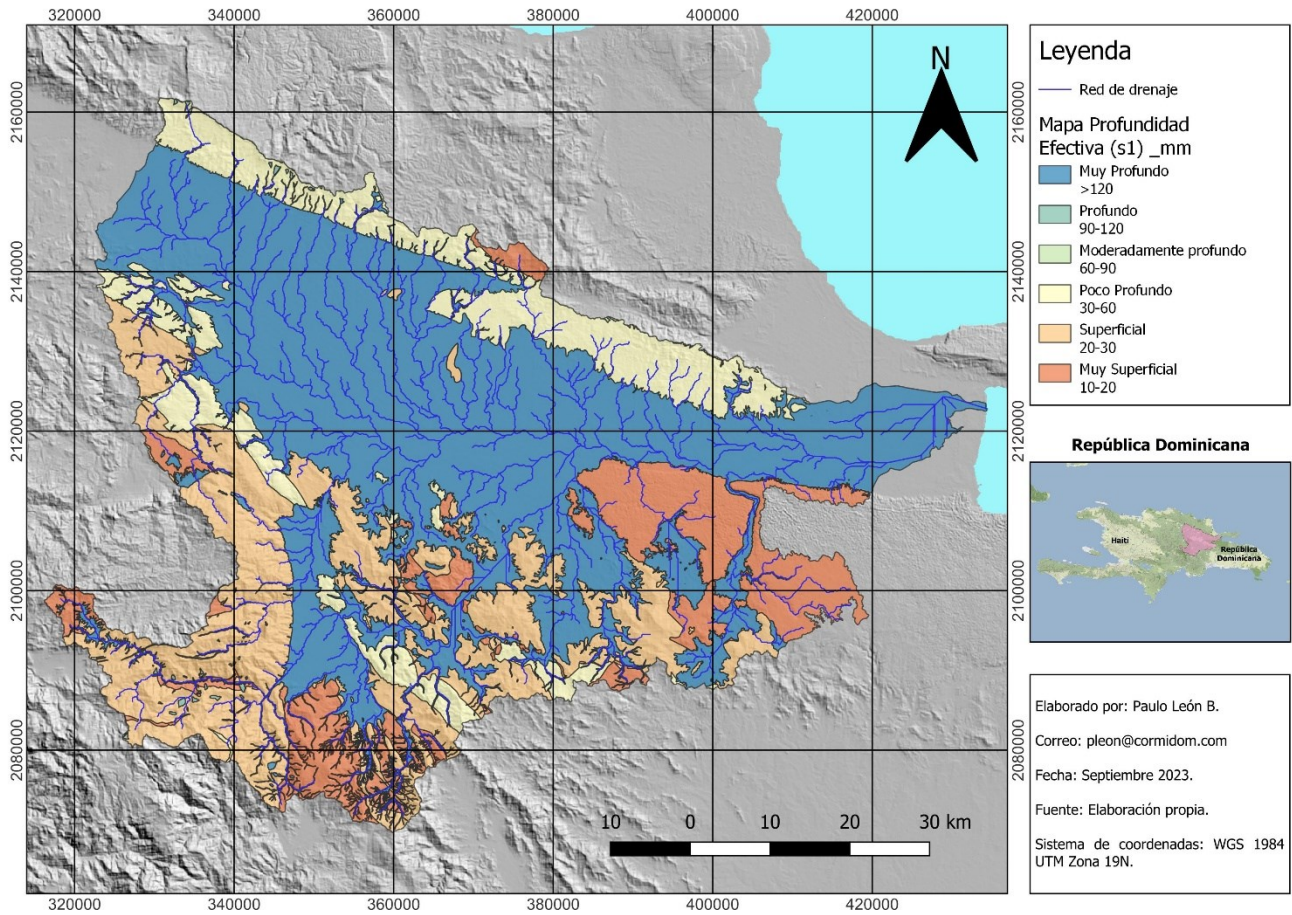 320000 340000 360000 380000 400000 420000
2160000
2140000
2120000
2100000
2080000
N
10 0 10 20 30 km
2160000
2140000
2120000
2100000
2080000
320000 340000 360000 380000 400000 420000
Leyenda
Red de drenaje
Mapa Profundidad
Efectiva (s1) _mm
Muy Profundo
>120
Profundo
90-120
Moderadamente profundo
60-90
Poco Profundo
30-60
Superficial
20-30
Muy Superficial
10-20
República Dominicana
Haití
República
Dominicana
Elaborado por: Paulo León B.
Correo: pleon@cormidom.com
Fecha: Septiembre 2023.
Fuente: Elaboración propia.
Sistema de coordenadas: WGS 1984
UTM Zona 19N.